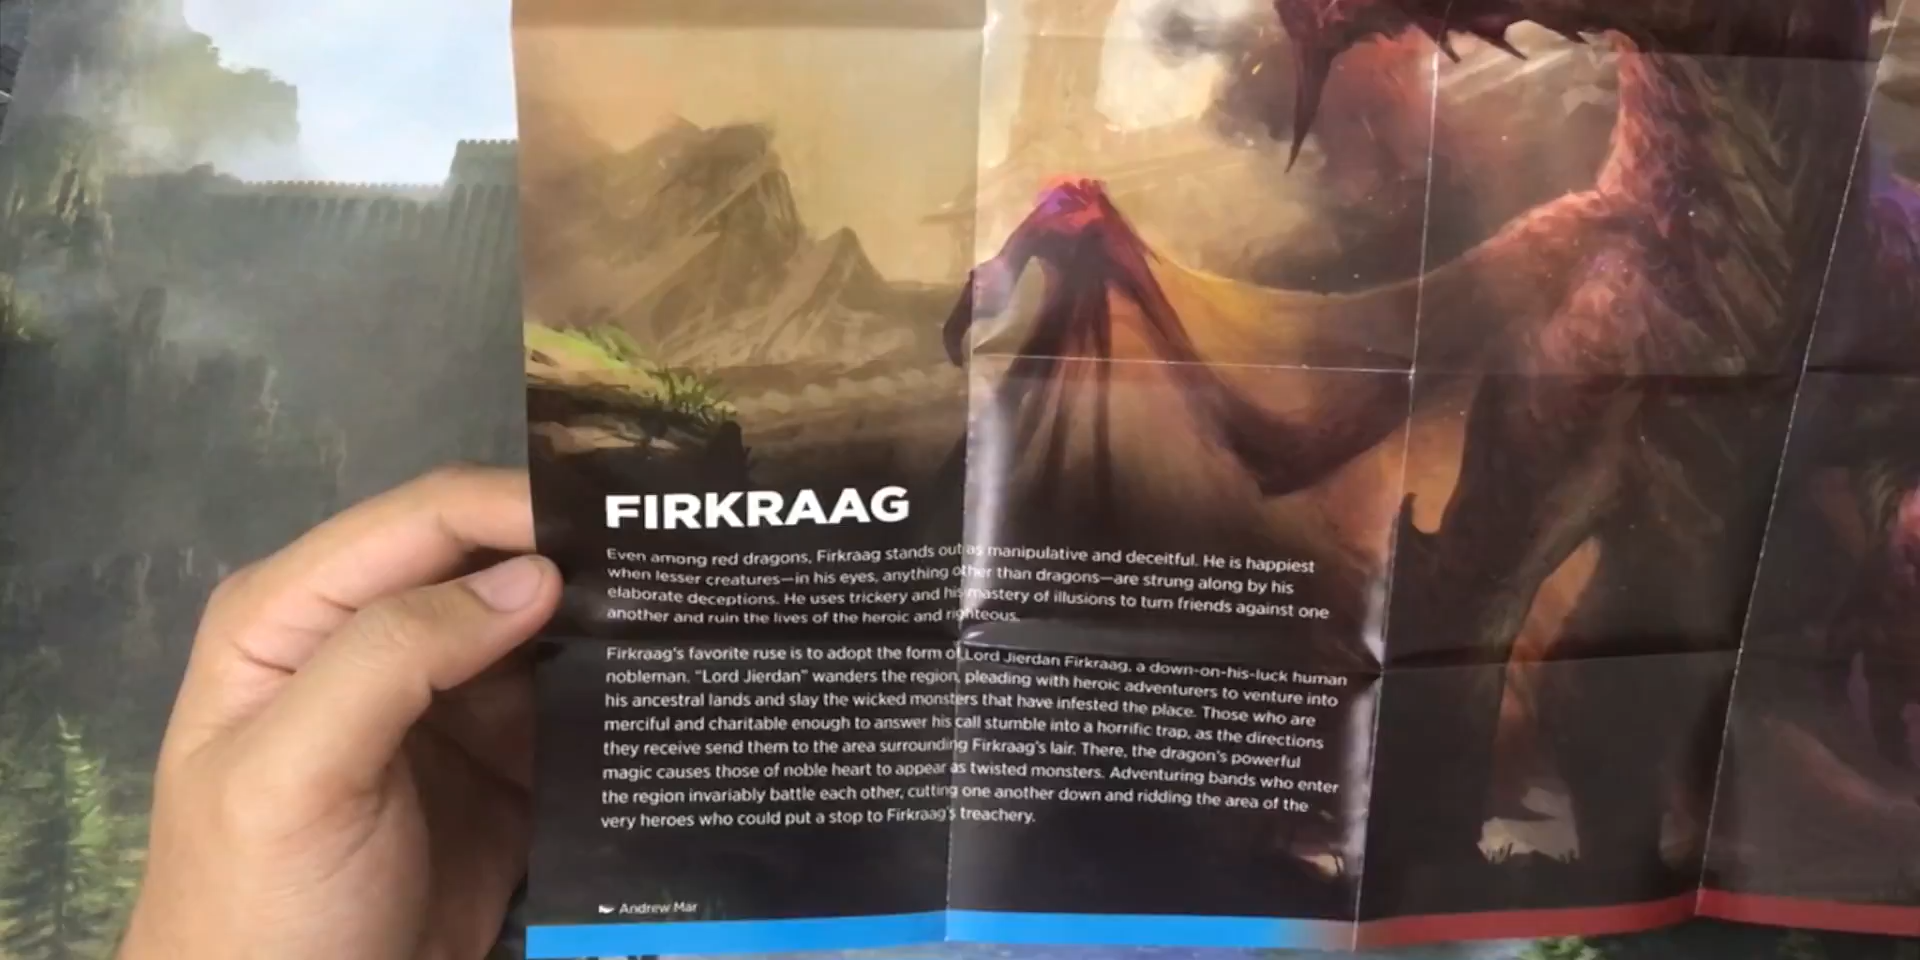 FIRKRAAG
Even among red dragons, Firkraag stands out as manipulative and deceitful. He is happiest
when lesser creatures—in his eyes, anything other than dragons—are strung along by his
elaborate deceptions. He uses trickery and his mastery of illusions to turn friends against one
another and ruin the lives of the heroic and righteous.
Firkraag's favorite ruse is to adopt the form of Lord Jierdan Firkraag, a down-on-his-luck human
nobleman. "Lord Jierdan" wanders the region, pleading with heroic adventurers to venture into
his ancestral lands and slay the wicked monsters that have infested the place. Those who are
merciful and charitable enough to answer his call stumble into a horrific trap, as the directions
they receive send them to the area surrounding Firkraag's lair. There, the dragon's powerful
magic causes those of noble heart to appear as twisted monsters. Adventuring bands who enter
the region invariably battle each other, cutting one another down and ridding the area of the
very heroes who could put a stop to Firkraag's treachery.
Andrew Mar